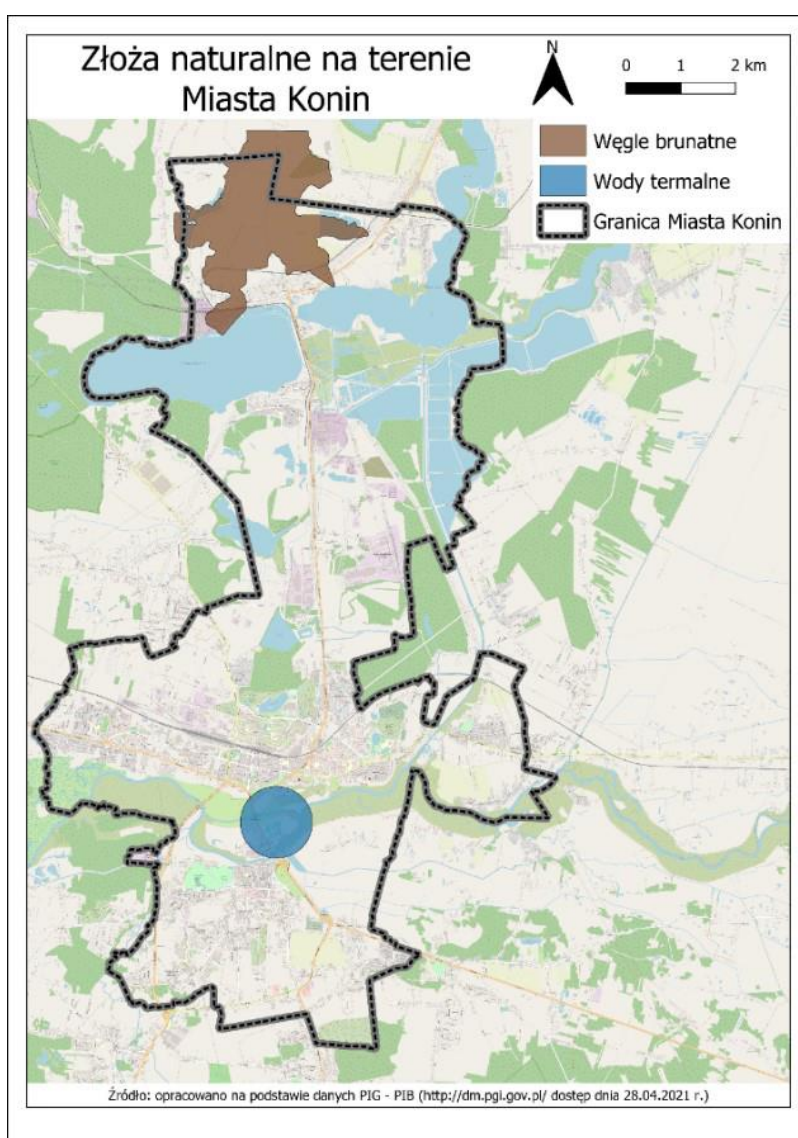 Złoża naturalne na terenie
Miasta Konin
N
0 1 2 km
Węgle brunatne
Wody termalne
Granica Miasta Konin
Źródło: opracowano na podstawie danych PIG - PIB (http://dm.pgi.gov.pl/ dostęp dnia 28.04.2021 r.)